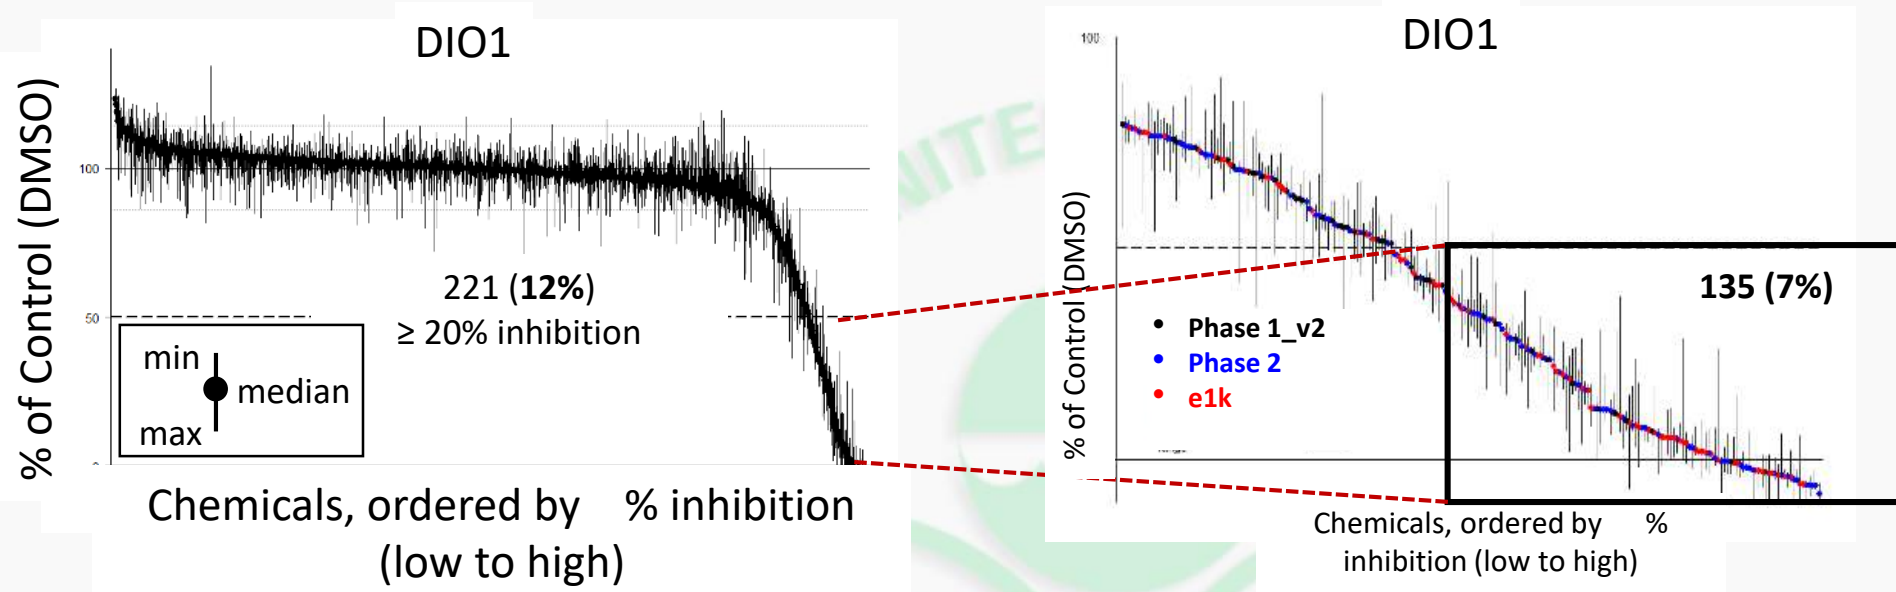 DIO1
% of Control (DMSO)
100
50
0
221 (12%)
≥ 20% inhibition
min
median
max
Chemicals, ordered by % inhibition
(low to high)
NITE
DIO1
% of Control (DMSO)
100
135 (7%)
Phase 1_v2
Phase 2
e1k
Chemicals, ordered by %
inhibition (low to high)